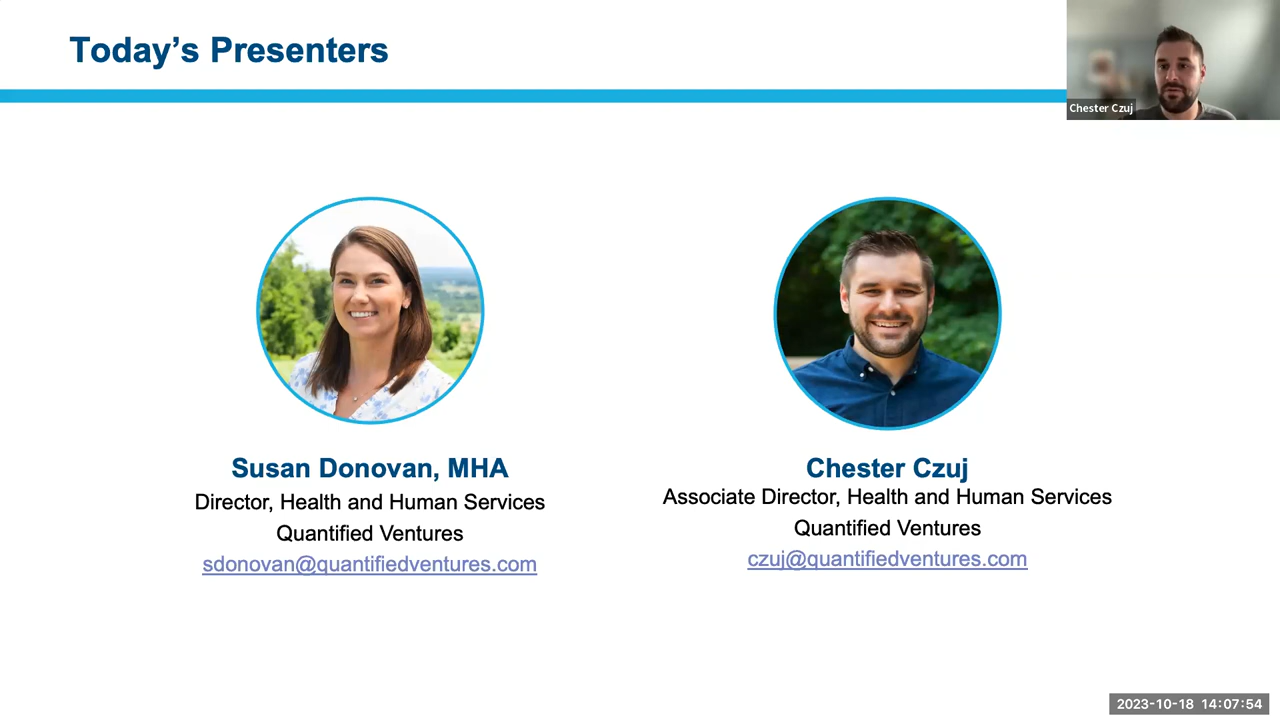 Today’s Presenters
Chester Czuj
Susan Donovan, MHA
Director, Health and Human Services
Quantified Ventures
sdonovan@quantifiedventures.com
Chester Czuj
Associate Director, Health and Human Services
Quantified Ventures
czuj@quantifiedventures.com
2023-10-18 14:07:54